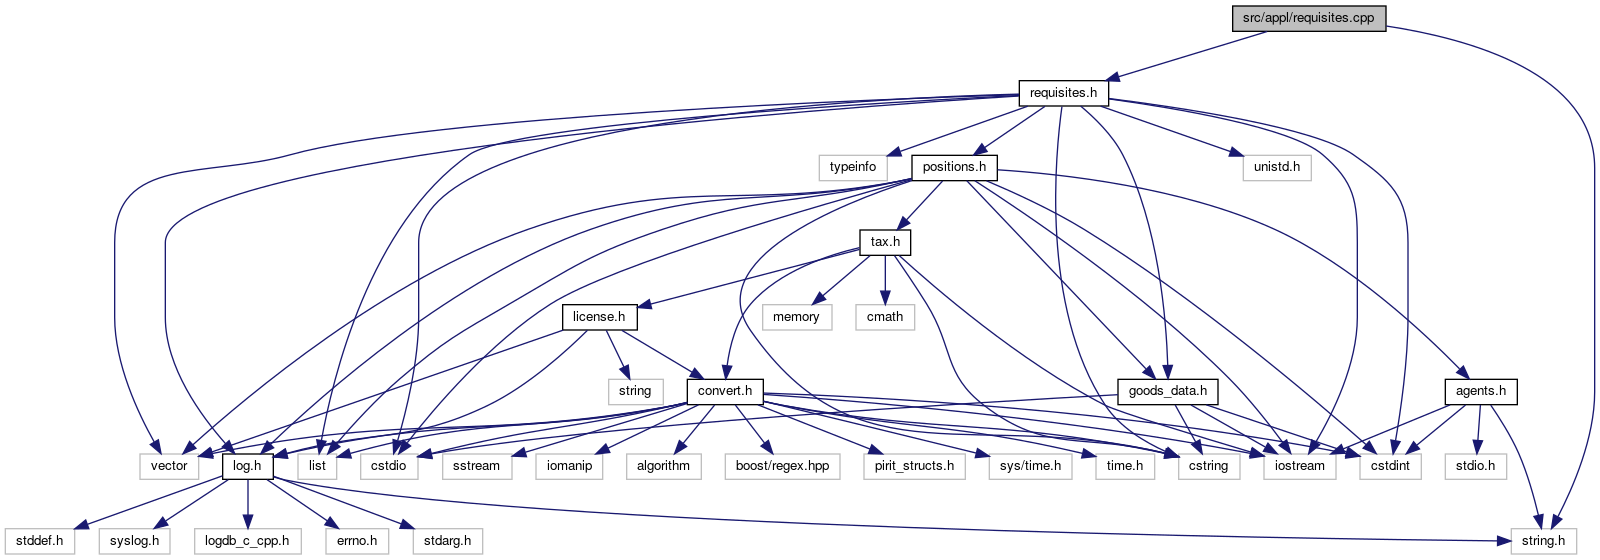 src/appl/requisites.cpp
requisites.h
typeinfo
positions.h
unistd.h
tax.h
license.h
memory
cmath
string
convert.h
goods_data.h
agents.h
vector
log.h
list
cstdio
sstream
iomanip
algorithm
boost/regex.hpp
pirit_structs.h
sys/time.h
time.h
cstring
iostream
cstdint
stdio.h
stddef.h
syslog.h
logdb_c_cpp.h
errno.h
stdarg.h
string.h